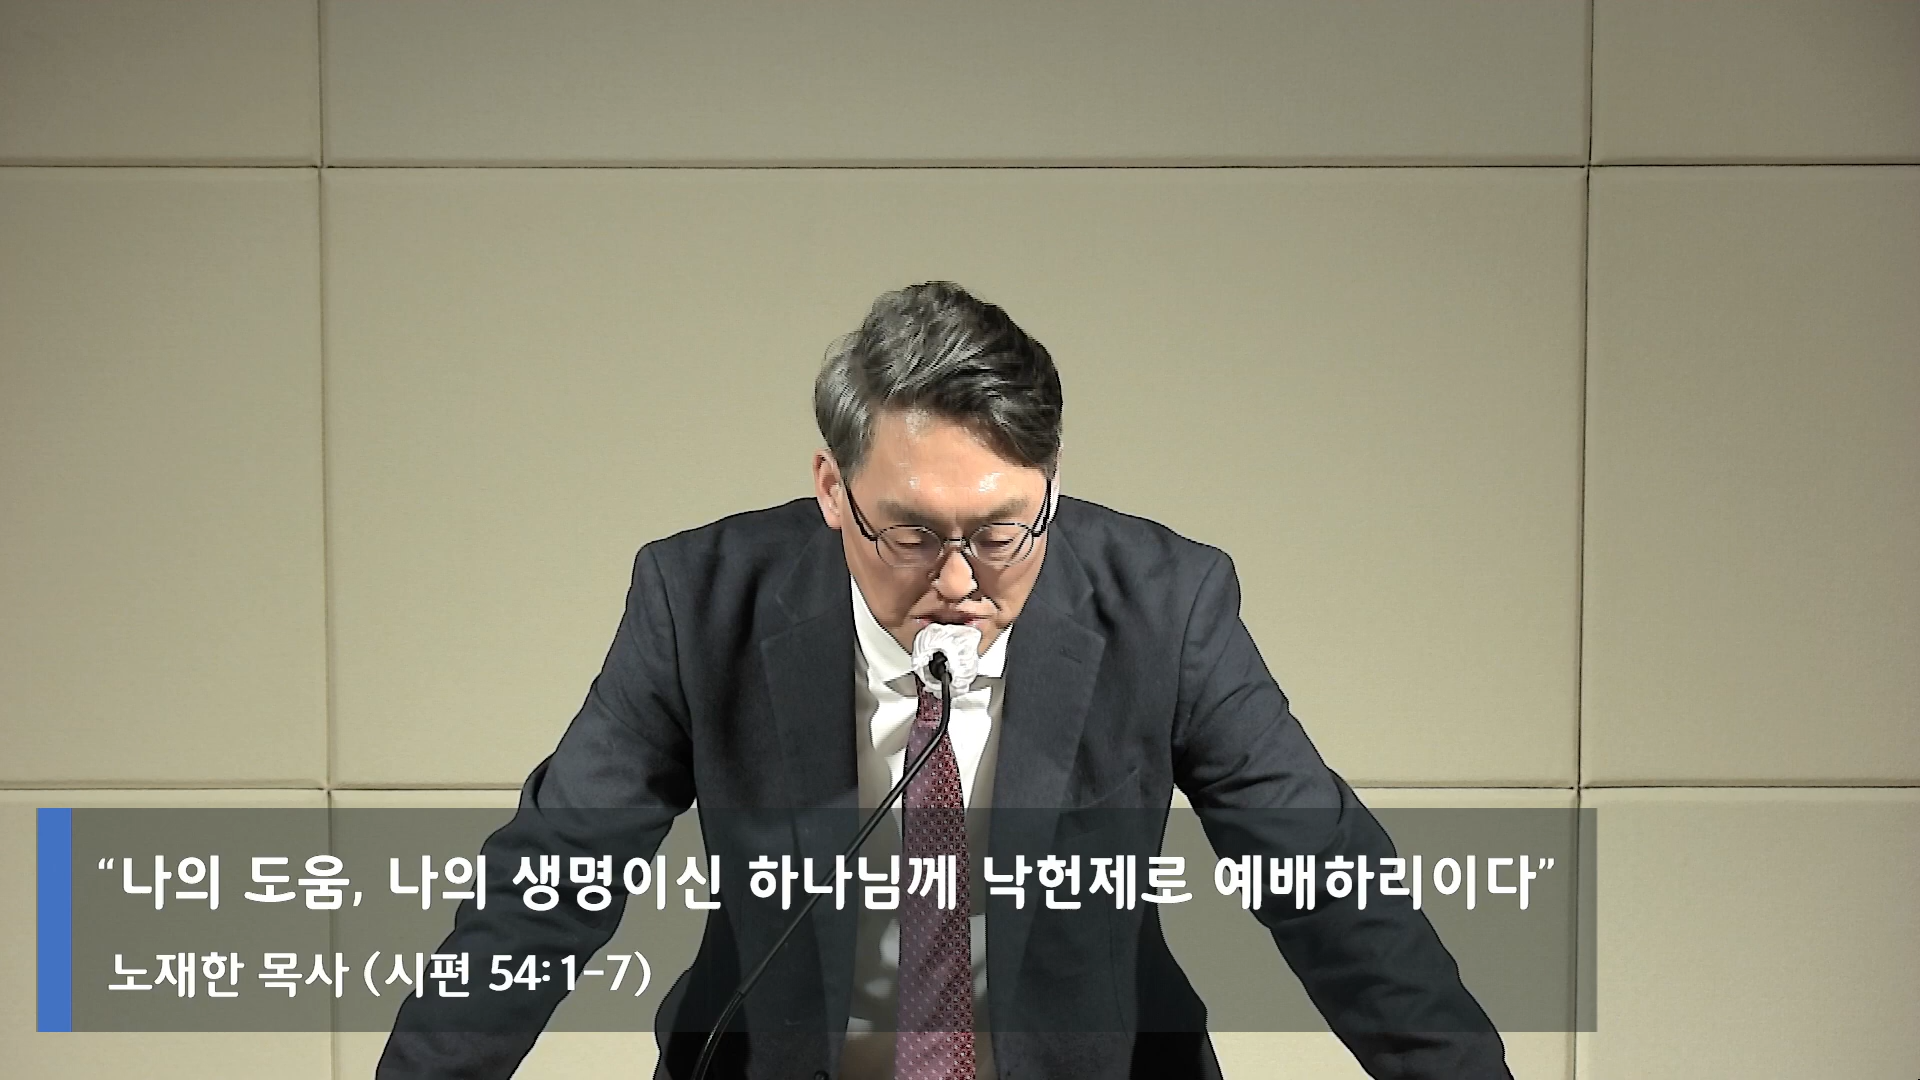 “나의 도움, 나의 생명이신 하나님께 낙헌제로 예배하리이다”
노재한 목사 (시편 54:1-7)